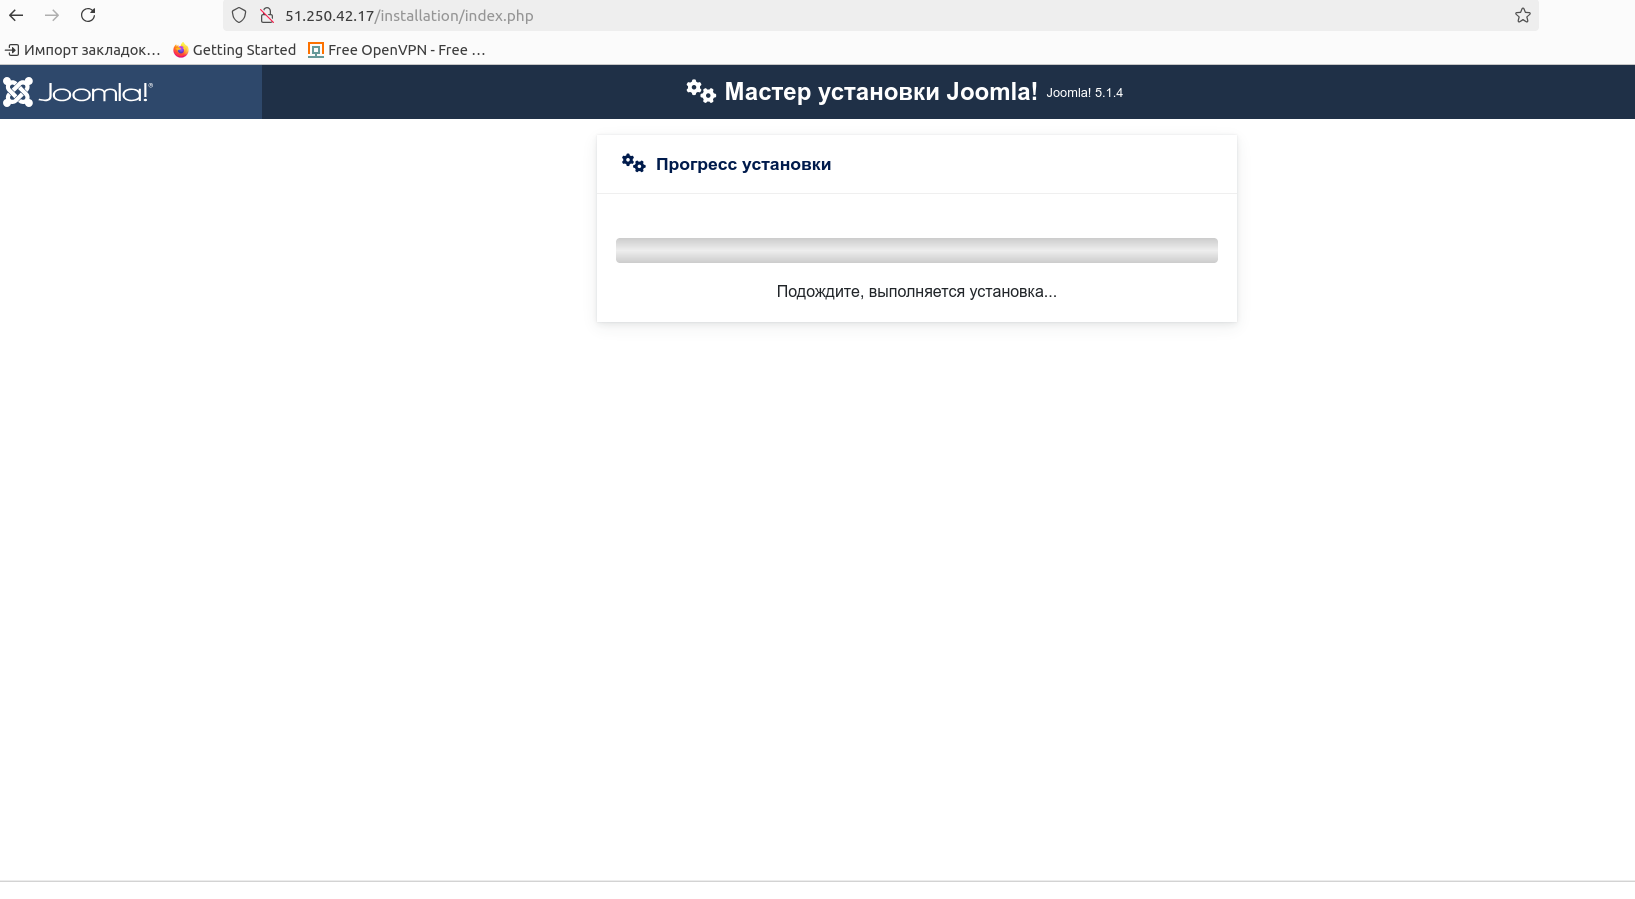 51.250.42.17/installation/index.php
Импорт закладок… Getting Started Free OpenVPN - Free …
Joomla!® Мастер установки Joomla! Joomla! 5.1.4
Прогресс установки
Подождите, выполняется установка...